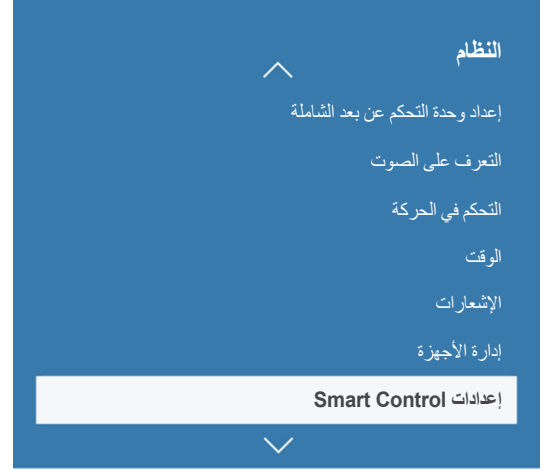 النظام
إعداد وحدة التحكم عن بعد الشاملة
التعرف على الصوت
التحكم في الحركة
الوقت
الإشعارات
إدارة الأجهزة
إعدادات Smart Control